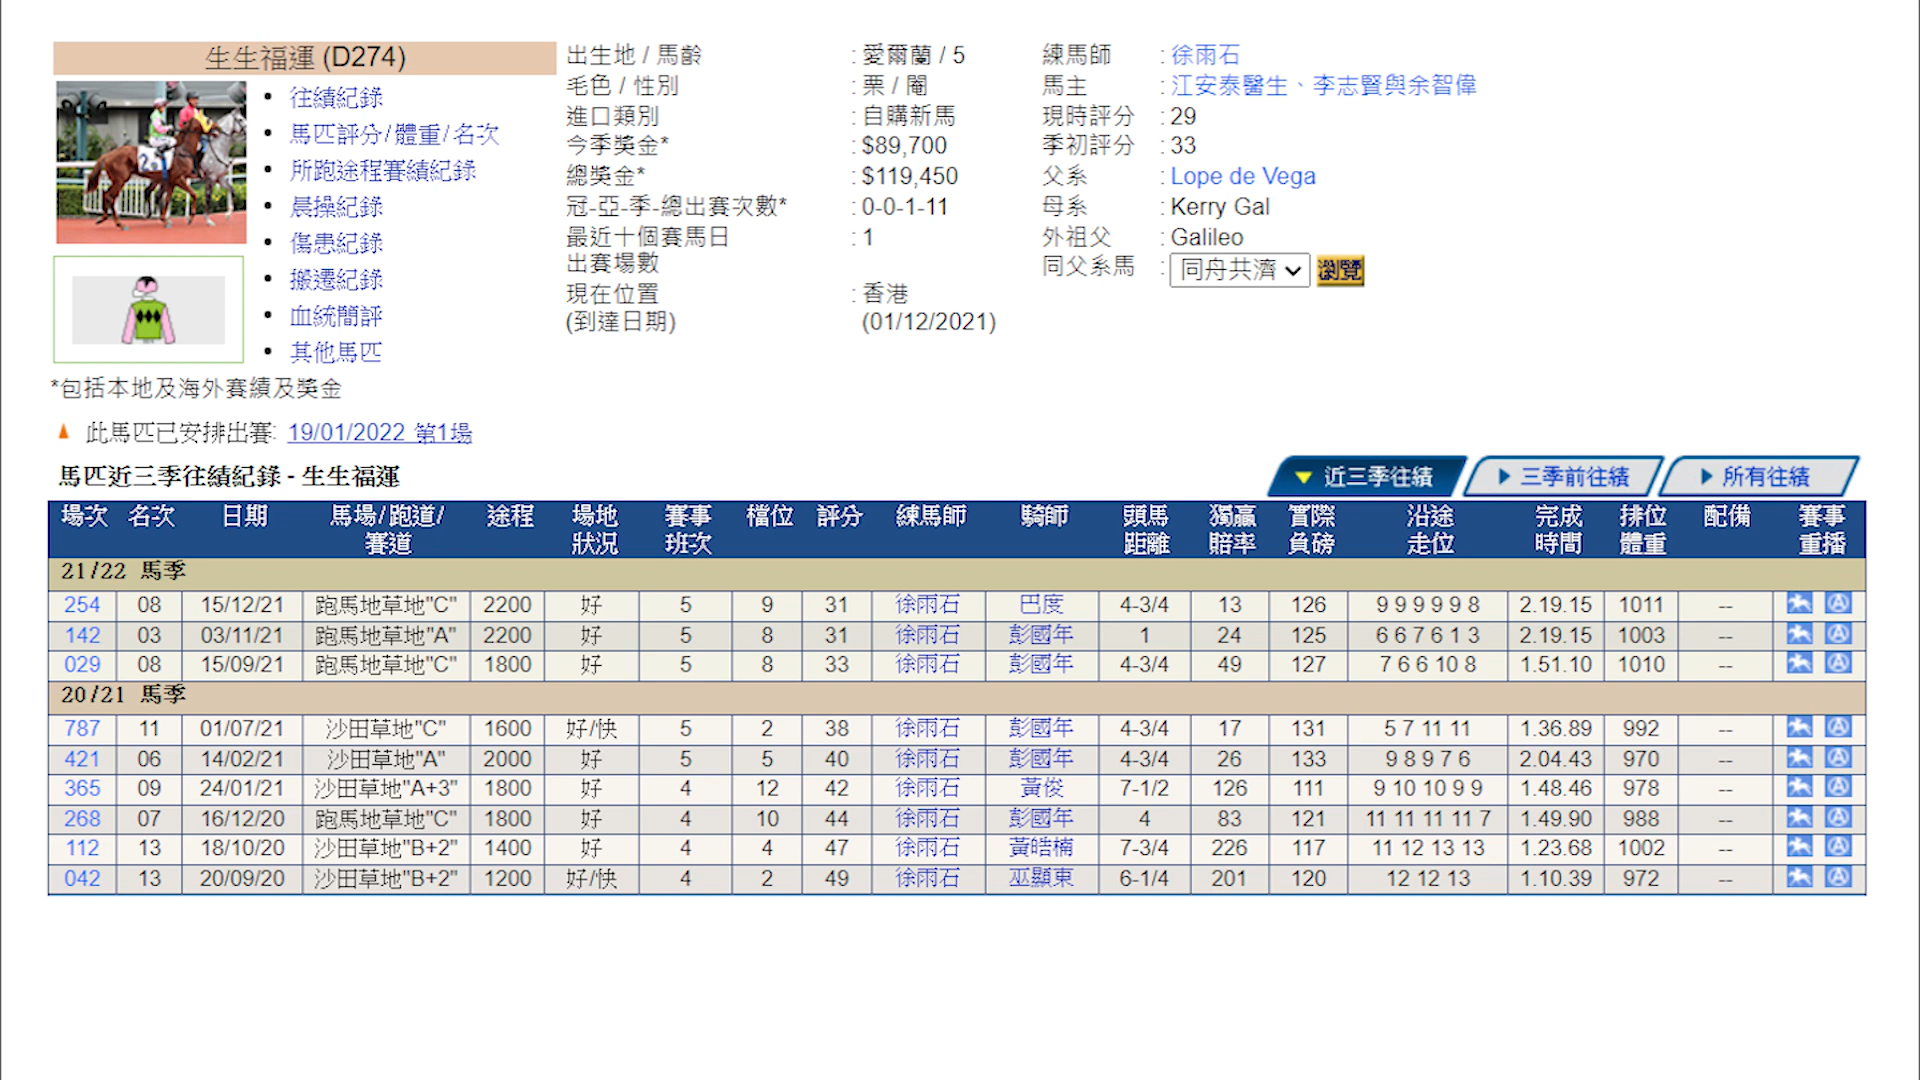 生生福運 (D274)
往績紀錄
馬匹評分/體重/名次
所跑途程賽績紀錄
晨操紀錄
傷患紀錄
搬遷紀錄
血統簡評
其他馬匹
*包括本地及海外賽績及獎金
出生地 / 馬齡 : 愛爾蘭 / 5
毛色 / 性別 : 栗 / 閹
進口類別 : 自購新馬
今季獎金* : $89,700
總獎金* : $119,450
冠-亞-季-總出賽次數* : 0-0-1-11
最近十個賽馬日 : 1
出賽場數
現在位置 : 香港
(到達日期) (01/12/2021)
練馬師 : 徐雨石
馬主 : 江安泰醫生、李志賢與余智偉
現時評分 : 29
季初評分 : 33
父系 : Lope de Vega
母系 : Kerry Gal
外祖父 : Galileo
同父系馬 : 同舟共濟 瀏覽
此馬匹已安排出賽: 19/01/2022 第1場
馬匹近三季往績紀錄 - 生生福運
近三季往績 三季前往績 所有往績
場次 名次 日期 馬場/跑道/ 途程 場地 賽事 檔位 評分 練馬師 騎師 頭馬 獨贏 實際 沿途 完成 排位 配備 賽事
賽道 狀況 班次 距離 賠率 負磅 走位 時間 體重 重播
21/22 馬季
254 08 15/12/21 跑馬地草地"C" 2200 好 5 9 31 徐雨石 巴度 4-3/4 13 126 9 9 9 9 9 8 2.19.15 1011 --
142 03 03/11/21 跑馬地草地"A" 2200 好 5 8 31 徐雨石 彭國年 1 24 125 6 6 7 6 1 3 2.19.15 1003 --
029 08 15/09/21 跑馬地草地"C" 1800 好 5 8 33 徐雨石 彭國年 4-3/4 49 127 7 6 6 10 8 1.51.10 1010 --
20/21 馬季
787 11 01/07/21 沙田草地"C" 1600 好/快 5 2 38 徐雨石 彭國年 4-3/4 17 131 5 7 11 11 1.36.89 992 --
421 06 14/02/21 沙田草地"A" 2000 好 5 5 40 徐雨石 彭國年 4-3/4 26 133 9 8 9 7 6 2.04.43 970 --
365 09 24/01/21 沙田草地"A+3" 1800 好 4 12 42 徐雨石 黃俊 7-1/2 126 111 9 10 10 9 9 1.48.46 978 --
268 07 16/12/20 跑馬地草地"C" 1800 好 4 10 44 徐雨石 彭國年 4 83 121 11 11 11 11 7 1.49.90 988 --
112 13 18/10/20 沙田草地"B+2" 1400 好 4 4 47 徐雨石 黃皓楠 7-3/4 226 117 11 12 13 13 1.23.68 1002 --
042 13 20/09/20 沙田草地"B+2" 1200 好/快 4 2 49 徐雨石 巫顯東 6-1/4 201 120 12 12 13 1.10.39 972 --